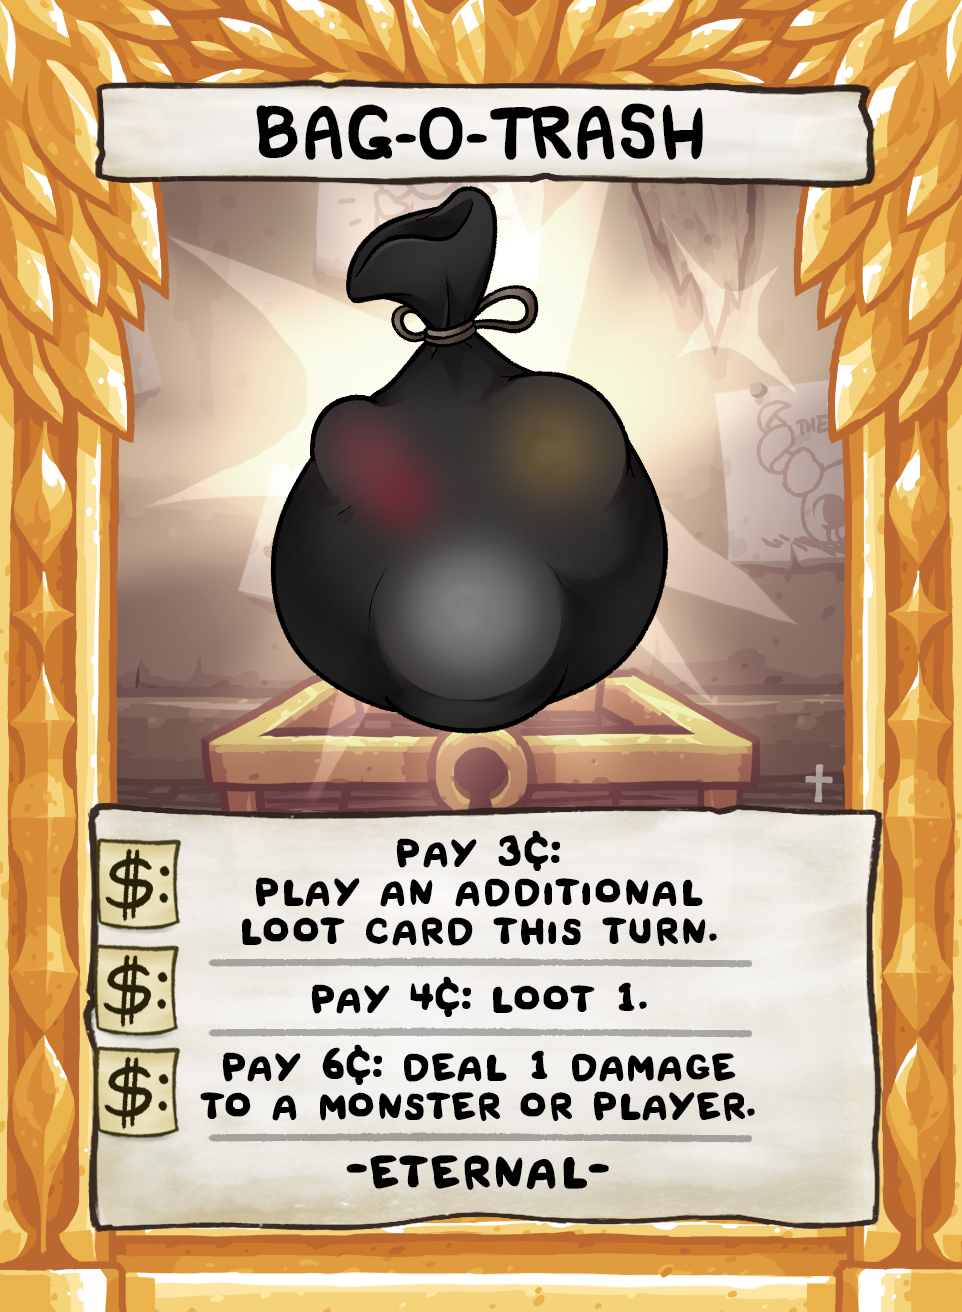 BAG-O-TRASH
THE
$: PAY 3¢:
PLAY AN ADDITIONAL
LOOT CARD THIS TURN.
$: PAY 4¢: LOOT 1.
$: PAY 6¢: DEAL 1 DAMAGE
TO A MONSTER OR PLAYER.
-ETERNAL-